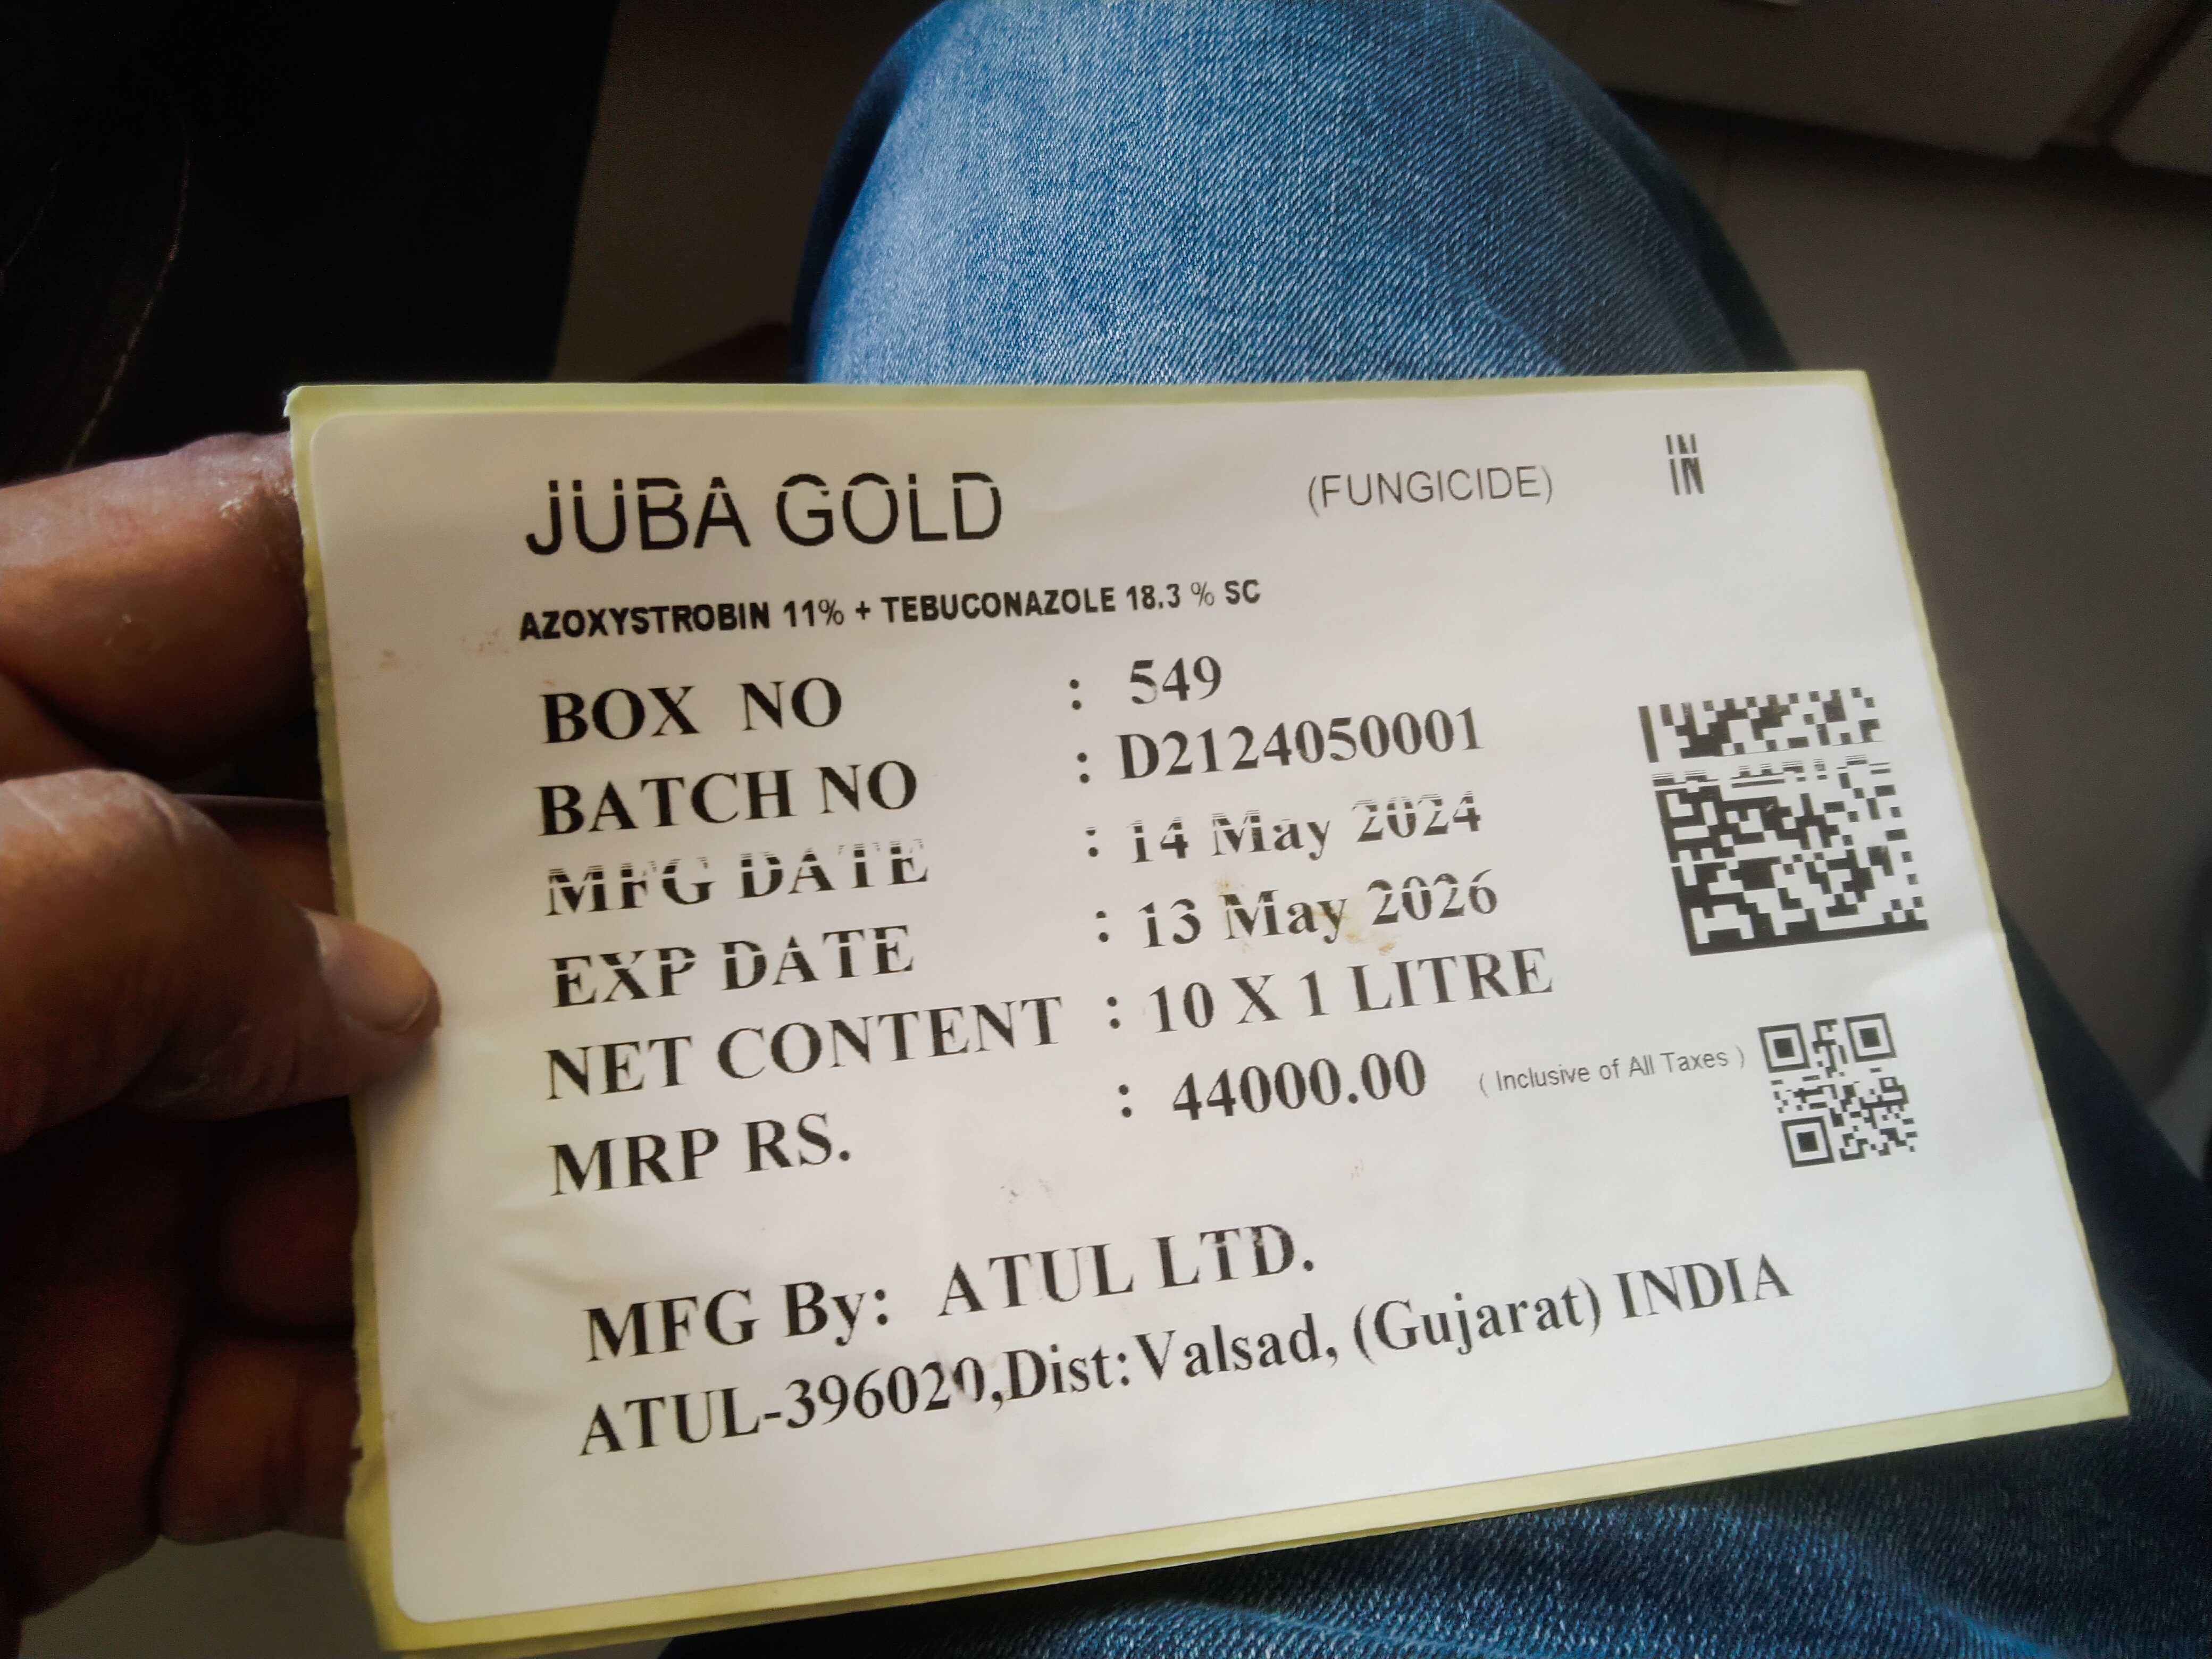 JUBA GOLD (FUNGICIDE) IN
AZOXYSTROBIN 11% + TEBUCONAZOLE 18.3 % SC
BOX NO : 549
BATCH NO : D2124050001
MFG DATE : 14 May 2024
EXP DATE : 13 May 2026
NET CONTENT : 10 X 1 LITRE
MRP RS. : 44000.00 ( Inclusive of All Taxes )
MFG By: ATUL LTD.
ATUL-396020,Dist:Valsad, (Gujarat) INDIA